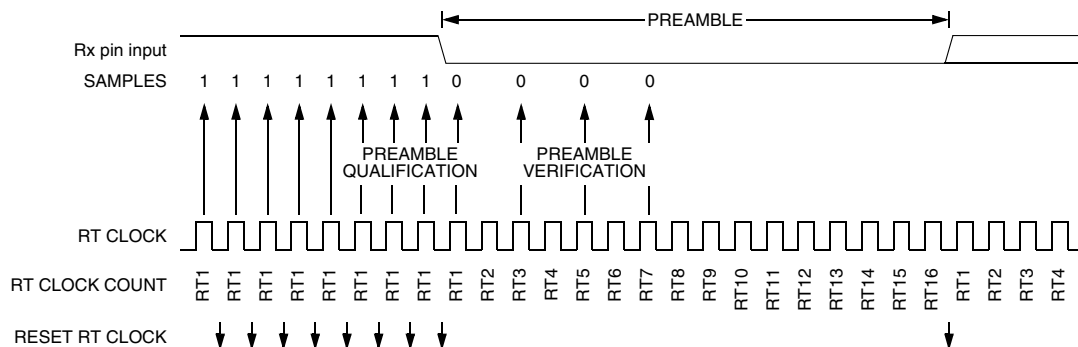 PREAMBLE
Rx pin input
SAMPLES 1 1 1 1 1 1 1 1 0 0 0 0
PREAMBLE QUALIFICATION
PREAMBLE VERIFICATION
RT CLOCK
RT CLOCK COUNT RT1 RT1 RT1 RT1 RT1 RT1 RT1 RT1 RT1 RT2 RT3 RT4 RT5 RT6 RT7 RT8 RT9 RT10 RT11 RT12 RT13 RT14 RT15 RT16 RT1 RT2 RT3 RT4
RESET RT CLOCK